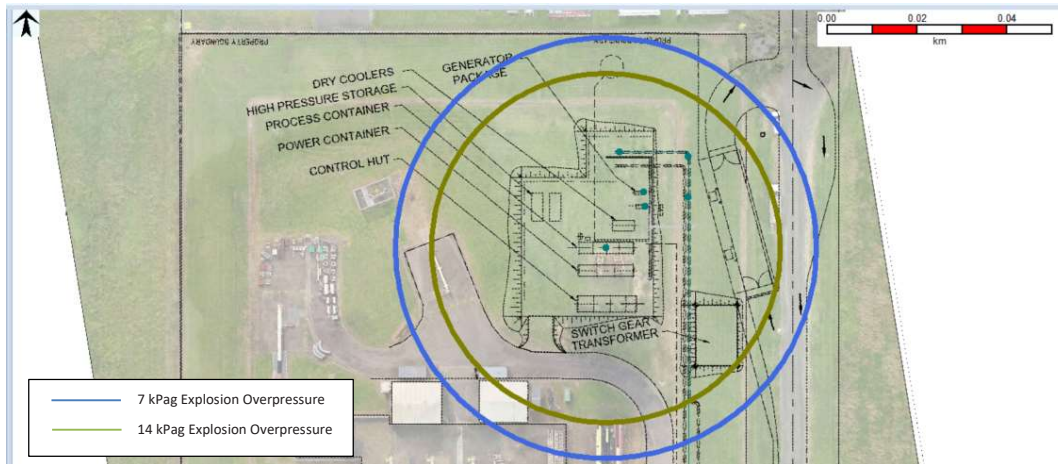 0.00 0.02 0.04
km
PROPERTY BOUNDARY
GENERATOR
PACKAGE
DRY COOLERS
HIGH PRESSURE STORAGE
PROCESS CONTAINER
POWER CONTAINER
CONTROL HUT
SWITCH GEAR
TRANSFORMER
7 kPag Explosion Overpressure
14 kPag Explosion Overpressure